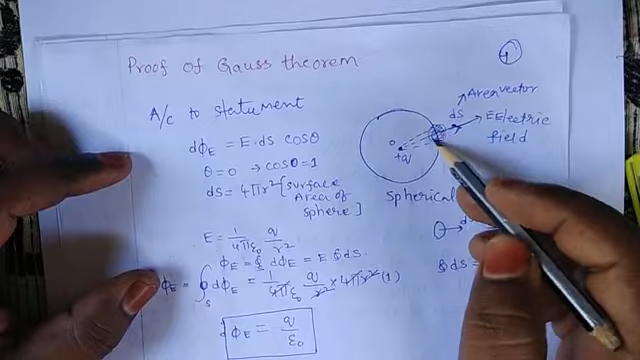 Proof of Gauss theorem
A/c to statement
dΦE = E.ds cosθ
θ = 0 → cosθ = 1
ds = 4πr² [surface
Area of
sphere]
E = 1/4πε₀ q/r²
ΦE = ∮ dΦE = E ∮ds.
ΦE = ∮s dΦE = 1/4πε₀ q/r² × 4πr² (1)
dΦE = q/ε₀
Area vector
ds
E Electric
field
o
+q
spherical
∮ds =